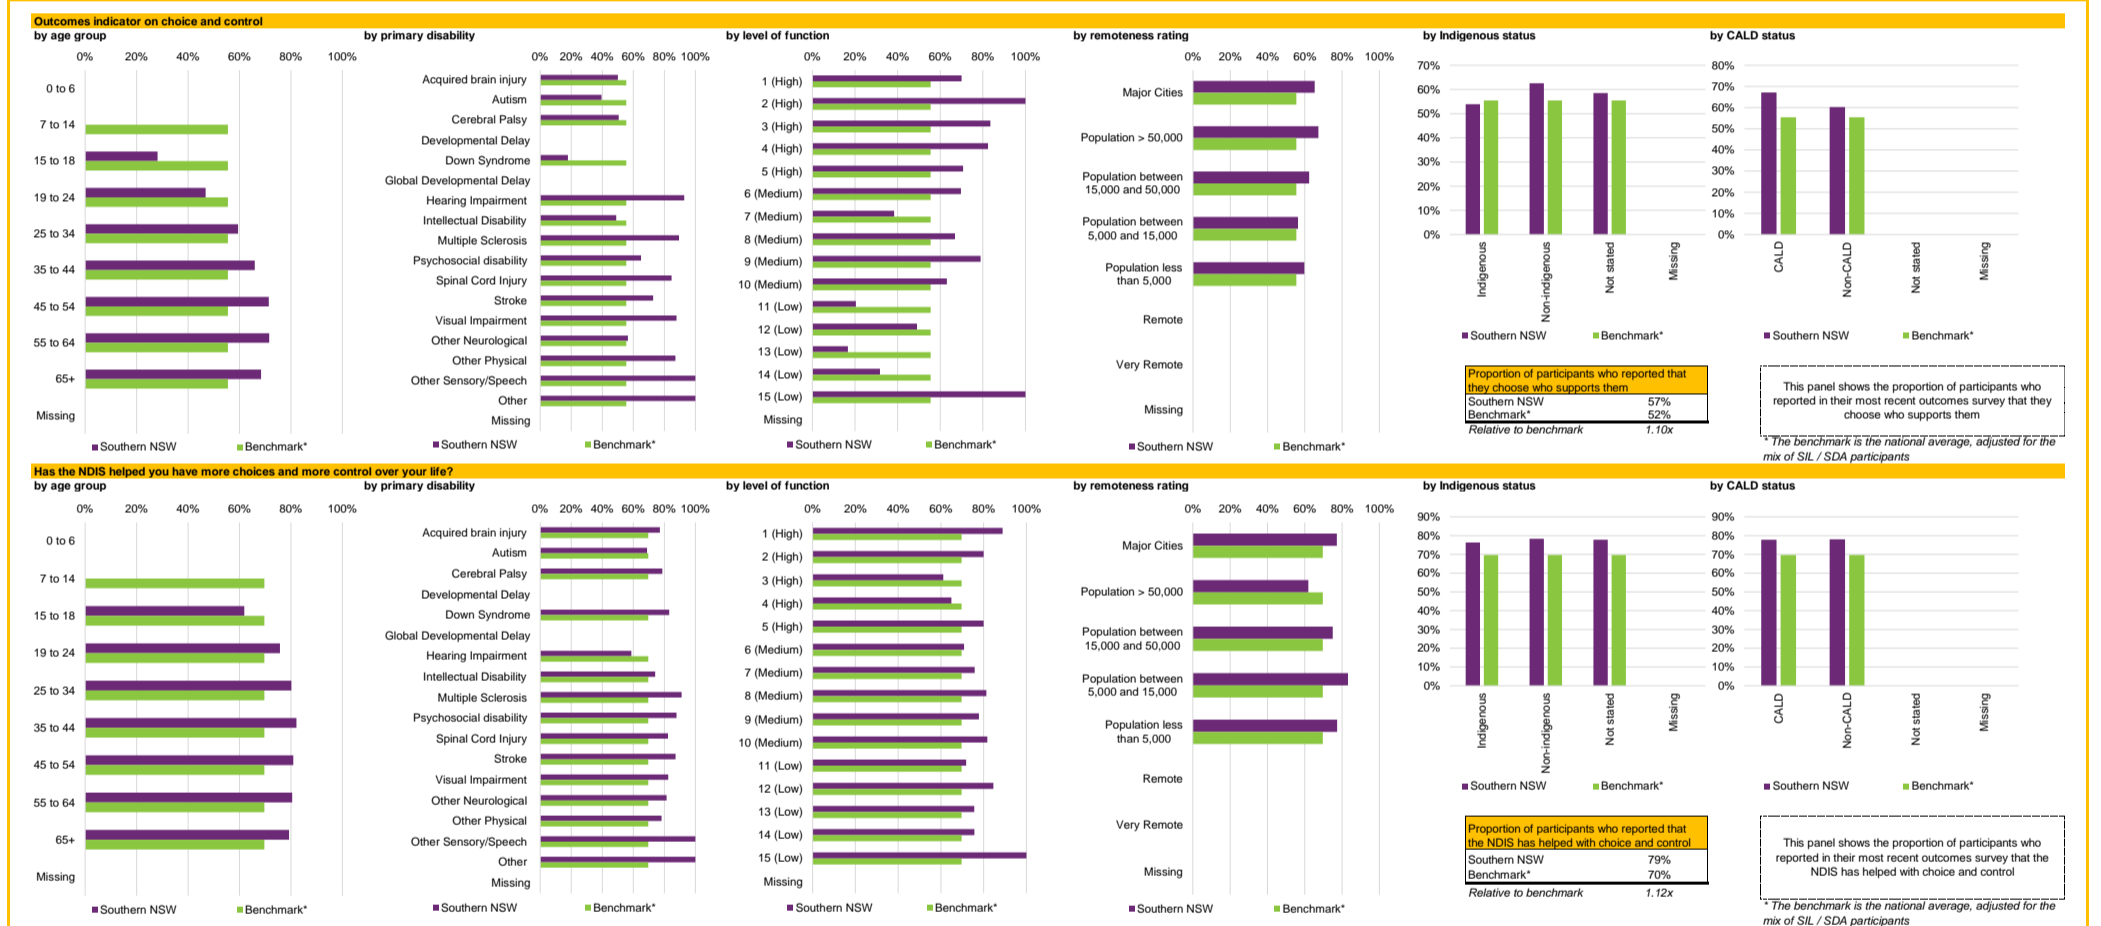 Outcomes indicator on choice and control
by age group
0% 20% 40% 60% 80% 100%
0 to 6
7 to 14
15 to 18
19 to 24
25 to 34
35 to 44
45 to 54
55 to 64
65+
Missing
Southern NSW Benchmark*
by primary disability
0% 20% 40% 60% 80% 100%
Acquired brain injury
Autism
Cerebral Palsy
Developmental Delay
Down Syndrome
Global Developmental Delay
Hearing Impairment
Intellectual Disability
Multiple Sclerosis
Psychosocial disability
Spinal Cord Injury
Stroke
Visual Impairment
Other Neurological
Other Physical
Other Sensory/Speech
Other
Missing
Southern NSW Benchmark*
by level of function
0% 20% 40% 60% 80% 100%
1 (High)
2 (High)
3 (High)
4 (High)
5 (High)
6 (Medium)
7 (Medium)
8 (Medium)
9 (Medium)
10 (Medium)
11 (Low)
12 (Low)
13 (Low)
14 (Low)
15 (Low)
Missing
Southern NSW Benchmark*
by remoteness rating
0% 20% 40% 60% 80% 100%
Major Cities
Population > 50,000
Population between
15,000 and 50,000
Population between
5,000 and 15,000
Population less
than 5,000
Remote
Very Remote
Missing
Southern NSW Benchmark*
by Indigenous status
70%
60%
50%
40%
30%
20%
10%
0%
Indigenous
Non-indigenous
Not stated
Missing
Southern NSW Benchmark*
by CALD status
80%
70%
60%
50%
40%
30%
20%
10%
0%
CALD
Non-CALD
Not stated
Missing
Southern NSW Benchmark*
Proportion of participants who reported that
they choose who supports them
Southern NSW 57%
Benchmark* 52%
Relative to benchmark 1.10x
This panel shows the proportion of participants who
reported in their most recent outcomes survey that they
choose who supports them
* The benchmark is the national average, adjusted for the
mix of SIL / SDA participants
Has the NDIS helped you have more choices and more control over your life?
by age group
0% 20% 40% 60% 80% 100%
0 to 6
7 to 14
15 to 18
19 to 24
25 to 34
35 to 44
45 to 54
55 to 64
65+
Missing
Southern NSW Benchmark*
by primary disability
0% 20% 40% 60% 80% 100%
Acquired brain injury
Autism
Cerebral Palsy
Developmental Delay
Down Syndrome
Global Developmental Delay
Hearing Impairment
Intellectual Disability
Multiple Sclerosis
Psychosocial disability
Spinal Cord Injury
Stroke
Visual Impairment
Other Neurological
Other Physical
Other Sensory/Speech
Other
Missing
Southern NSW Benchmark*
by level of function
0% 20% 40% 60% 80% 100%
1 (High)
2 (High)
3 (High)
4 (High)
5 (High)
6 (Medium)
7 (Medium)
8 (Medium)
9 (Medium)
10 (Medium)
11 (Low)
12 (Low)
13 (Low)
14 (Low)
15 (Low)
Missing
Southern NSW Benchmark*
by remoteness rating
0% 20% 40% 60% 80% 100%
Major Cities
Population > 50,000
Population between
15,000 and 50,000
Population between
5,000 and 15,000
Population less
than 5,000
Remote
Very Remote
Missing
Southern NSW Benchmark*
by Indigenous status
90%
80%
70%
60%
50%
40%
30%
20%
10%
0%
Indigenous
Non-indigenous
Not stated
Missing
Southern NSW Benchmark*
by CALD status
90%
80%
70%
60%
50%
40%
30%
20%
10%
0%
CALD
Non-CALD
Not stated
Missing
Southern NSW Benchmark*
Proportion of participants who reported that
the NDIS has helped with choice and control
Southern NSW 79%
Benchmark* 70%
Relative to benchmark 1.12x
This panel shows the proportion of participants who
reported in their most recent outcomes survey that the
NDIS has helped with choice and control
* The benchmark is the national average, adjusted for the
mix of SIL / SDA participants